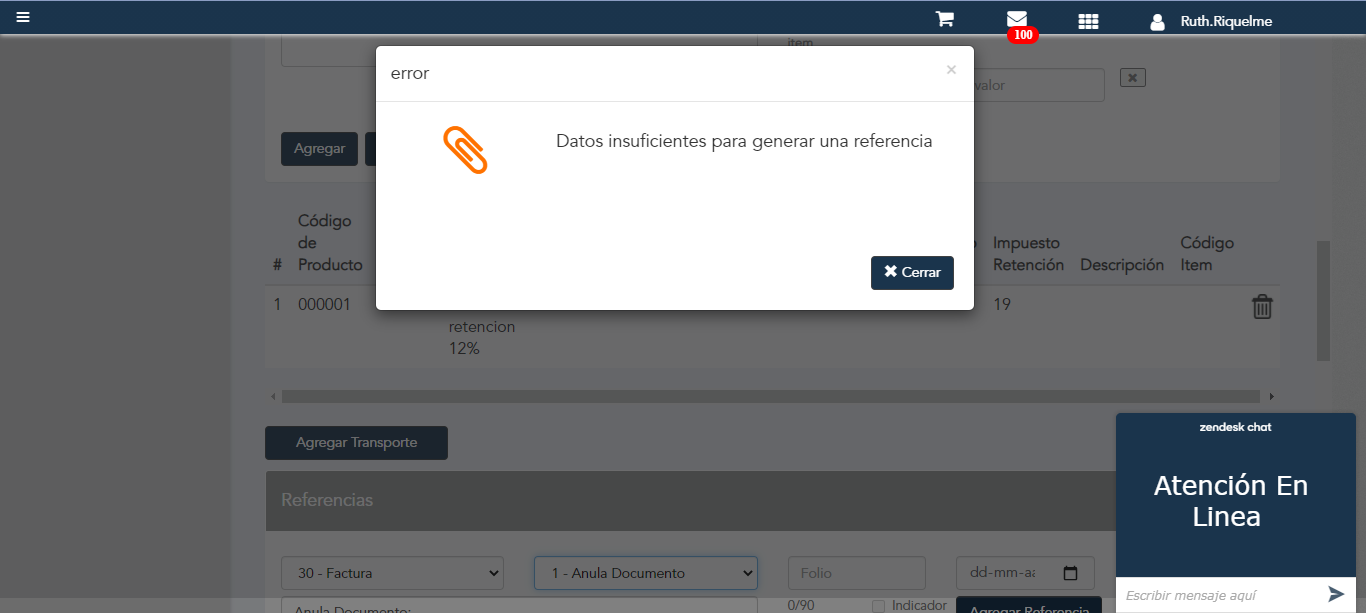 Ruth.Riquelme
100
error
×
item
valor
Datos insuficientes para generar una referencia
Agregar
Cerrar
#
Código de Producto
Impuesto Retención
Descripción
Código Item
1
000001
retencion 12%
19
Agregar Transporte
Referencias
30 - Factura
1 - Anula Documento
Folio
dd-mm-aa
Anula Documento:
0/90
Indicador
Agregar Referencia
zendesk chat
Atención En
Linea
Escribir mensaje aquí